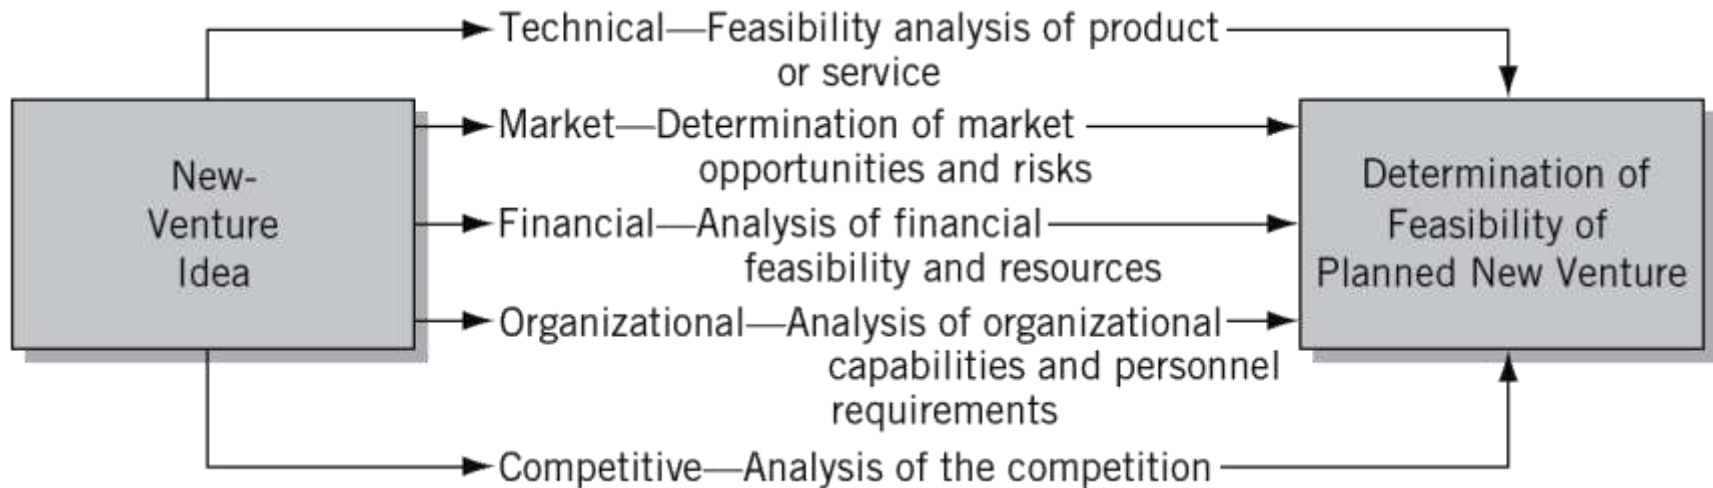 New-
Venture
Idea
Technical—Feasibility analysis of product
or service
Market—Determination of market
opportunities and risks
Financial—Analysis of financial
feasibility and resources
Organizational—Analysis of organizational
capabilities and personnel
requirements
Competitive—Analysis of the competition
Determination of
Feasibility of
Planned New Venture